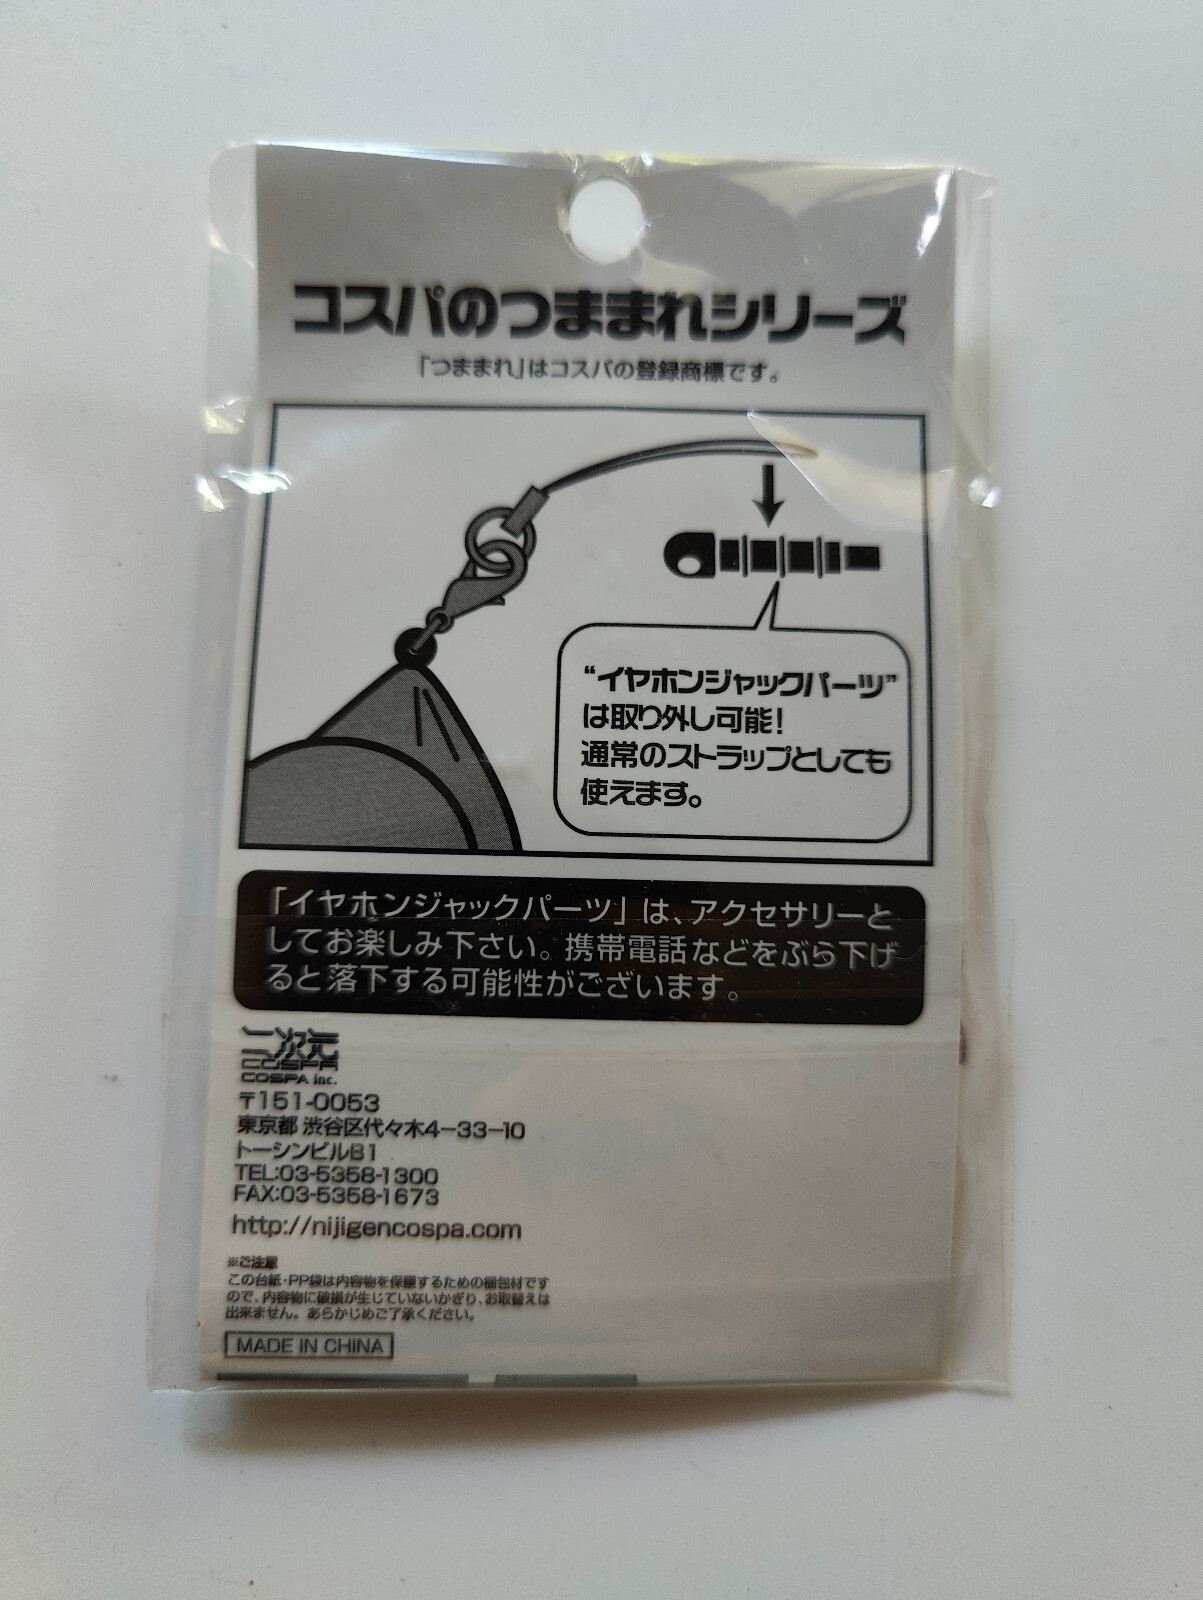 コスパのつままれシリーズ
「つままれ」はコスパの登録商標です。
“イヤホンジャックパーツ”
は取り外し可能!
通常のストラップとしても
使えます。
「イヤホンジャックパーツ」は、アクセサリーと
してお楽しみ下さい。携帯電話などをぶら下げ
ると落下する可能性がございます。
二次元
COSPA
COSPA inc.
〒151-0053
東京都 渋谷区代々木4-33-10
トーシンビルB1
TEL:03-5358-1300
FAX:03-5358-1673
http://nijigencospa.com
※ご注意
この台紙・PP袋は内容物を保護するための梱包材です
ので、内容物に破損が生じていないかぎり、お取替えは
出来ません。あらかじめご了承ください。
MADE IN CHINA